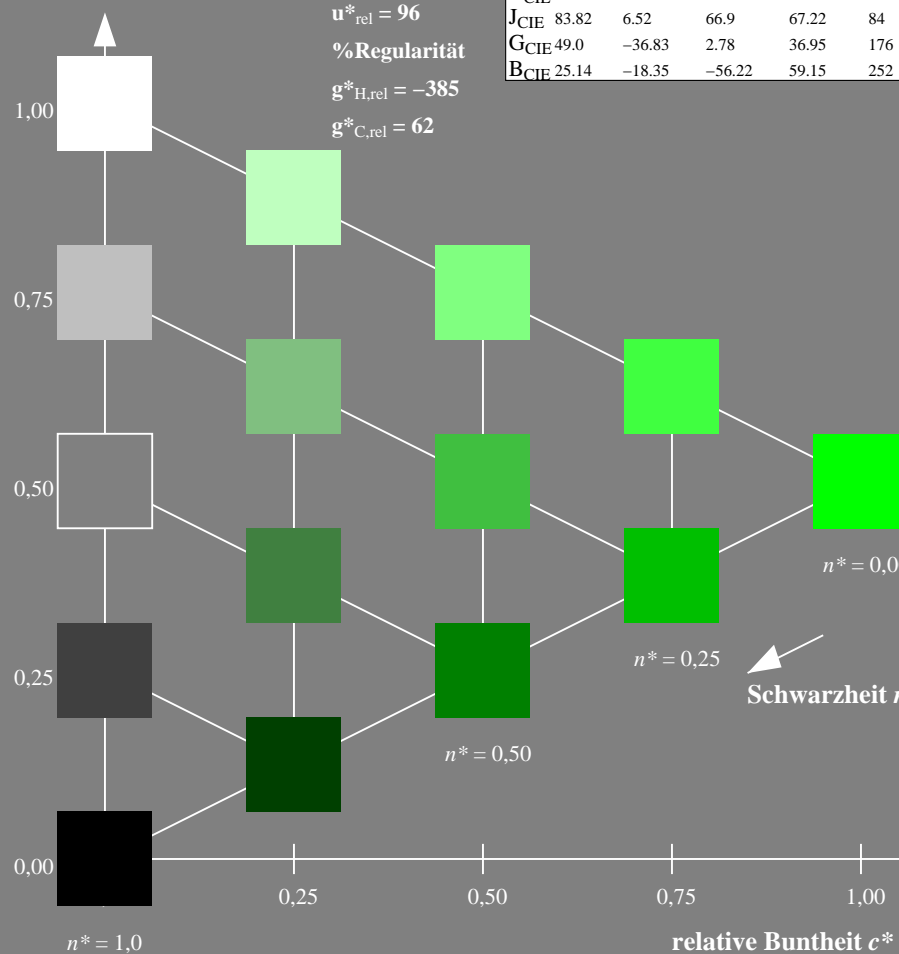 u*rel = 96
%Regularität
g*H,rel = −385
g*C,rel = 62
CIE
JCIE 83.82 6.52 66.9 67.22 84
GCIE 49.0 −36.83 2.78 36.95 176
BCIE 25.14 −18.35 −56.22 59.15 252
1,00
0,75
0,50
n* = 0,0
0,25
n* = 0,25
Schwarzheit n
n* = 0,50
0,00
0,25 0,50 0,75 1,00
n* = 1,0
relative Buntheit c*